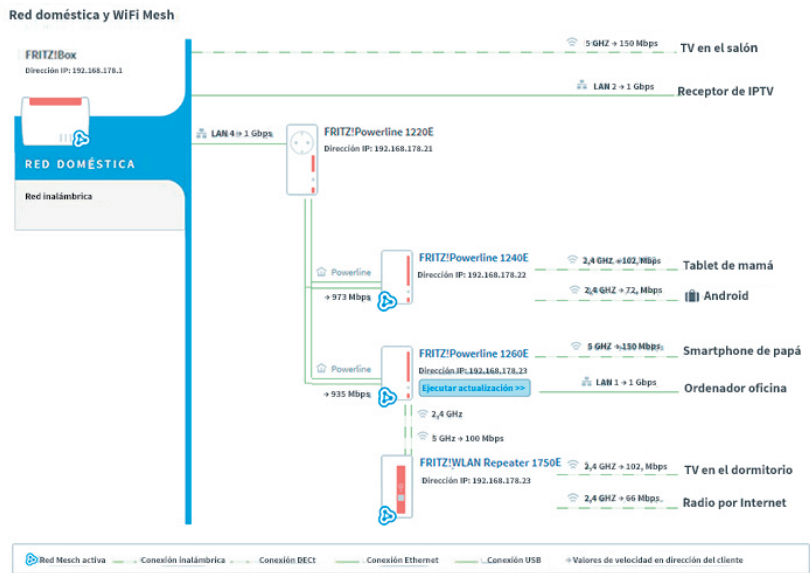 Red doméstica y WiFi Mesh
FRITZ!Box
Dirección IP: 192.168.178.1
RED DOMÉSTICA
Red inalámbrica
5 GHZ → 150 Mbps
TV en el salón
LAN 2 → 1 Gbps
Receptor de IPTV
LAN 4 → 1 Gbps
FRITZ!Powerline 1220E
Dirección IP: 192.168.178.21
Powerline
→ 973 Mbps
FRITZ!Powerline 1240E
Dirección IP: 192.168.178.22
2,4 GHZ → 102, Mbps
Tablet de mamá
2,4 GHZ → 72, Mbps
Android
Powerline
→ 935 Mbps
FRITZ!Powerline 1260E
Dirección IP: 192.168.178.23
Ejecutar actualización >>
5 GHZ → 150 Mbps
Smartphone de papá
LAN 1 → 1 Gbps
Ordenador oficina
2,4 GHz
5 GHz → 100 Mbps
FRITZ!WLAN Repeater 1750E
Dirección IP: 192.168.178.23
2,4 GHZ → 102, Mbps
TV en el dormitorio
2,4 GHZ → 66 Mbps
Radio por Internet
Red Mesch activa
Conexión inalámbrica
Conexión DECt
Conexión Ethernet
Conexión USB
→ Valores de velocidad en dirección del cliente